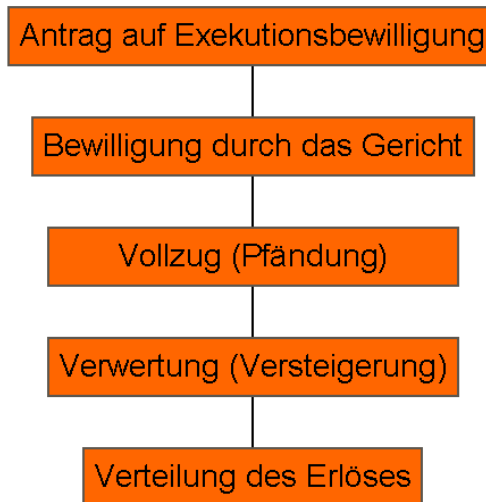 Antrag auf Exekutionsbewilligung
Bewilligung durch das Gericht
Vollzug (Pfändung)
Verwertung (Versteigerung)
Verteilung des Erlöses